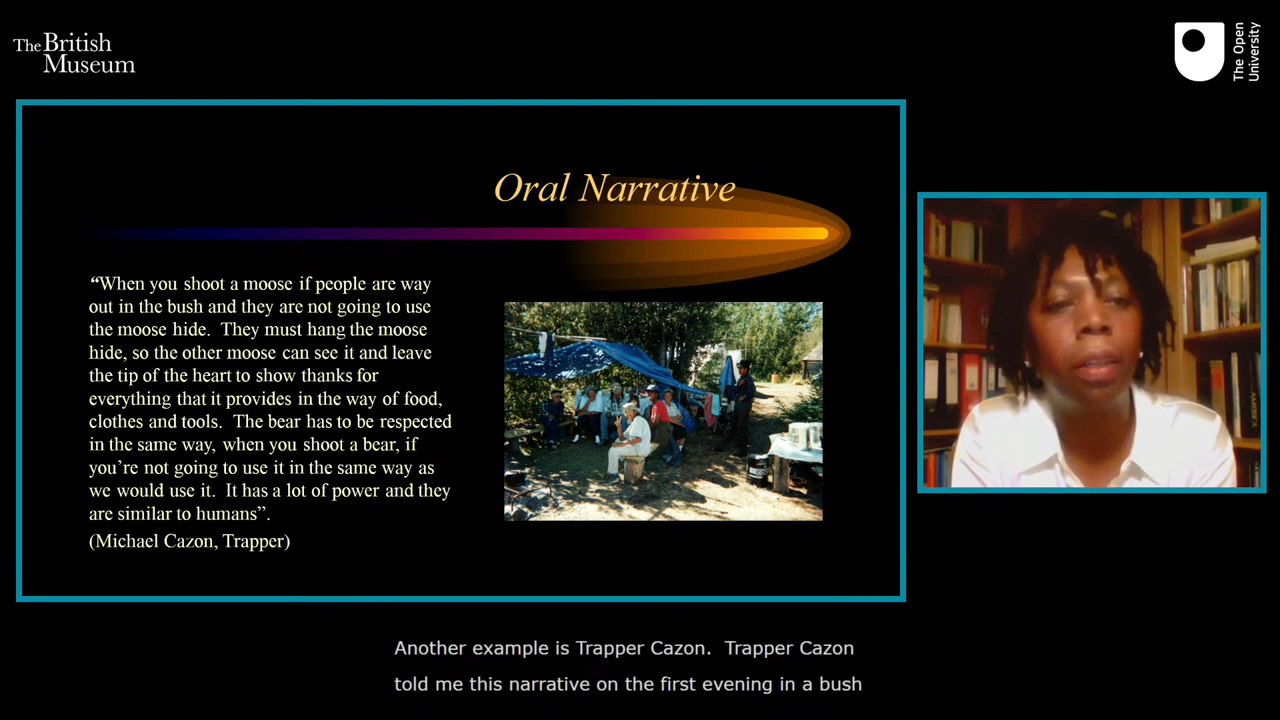 The British
Museum
The Open
University
Oral Narrative
“When you shoot a moose if people are way
out in the bush and they are not going to use
the moose hide.  They must hang the moose
hide, so the other moose can see it and leave
the tip of the heart to show thanks for
everything that it provides in the way of food,
clothes and tools.  The bear has to be respected
in the same way, when you shoot a bear, if
you’re not going to use it in the same way as
we would use it.  It has a lot of power and they
are similar to humans”.
(Michael Cazon, Trapper)
AMERICA
Another example is Trapper Cazon.  Trapper Cazon
told me this narrative on the first evening in a bush